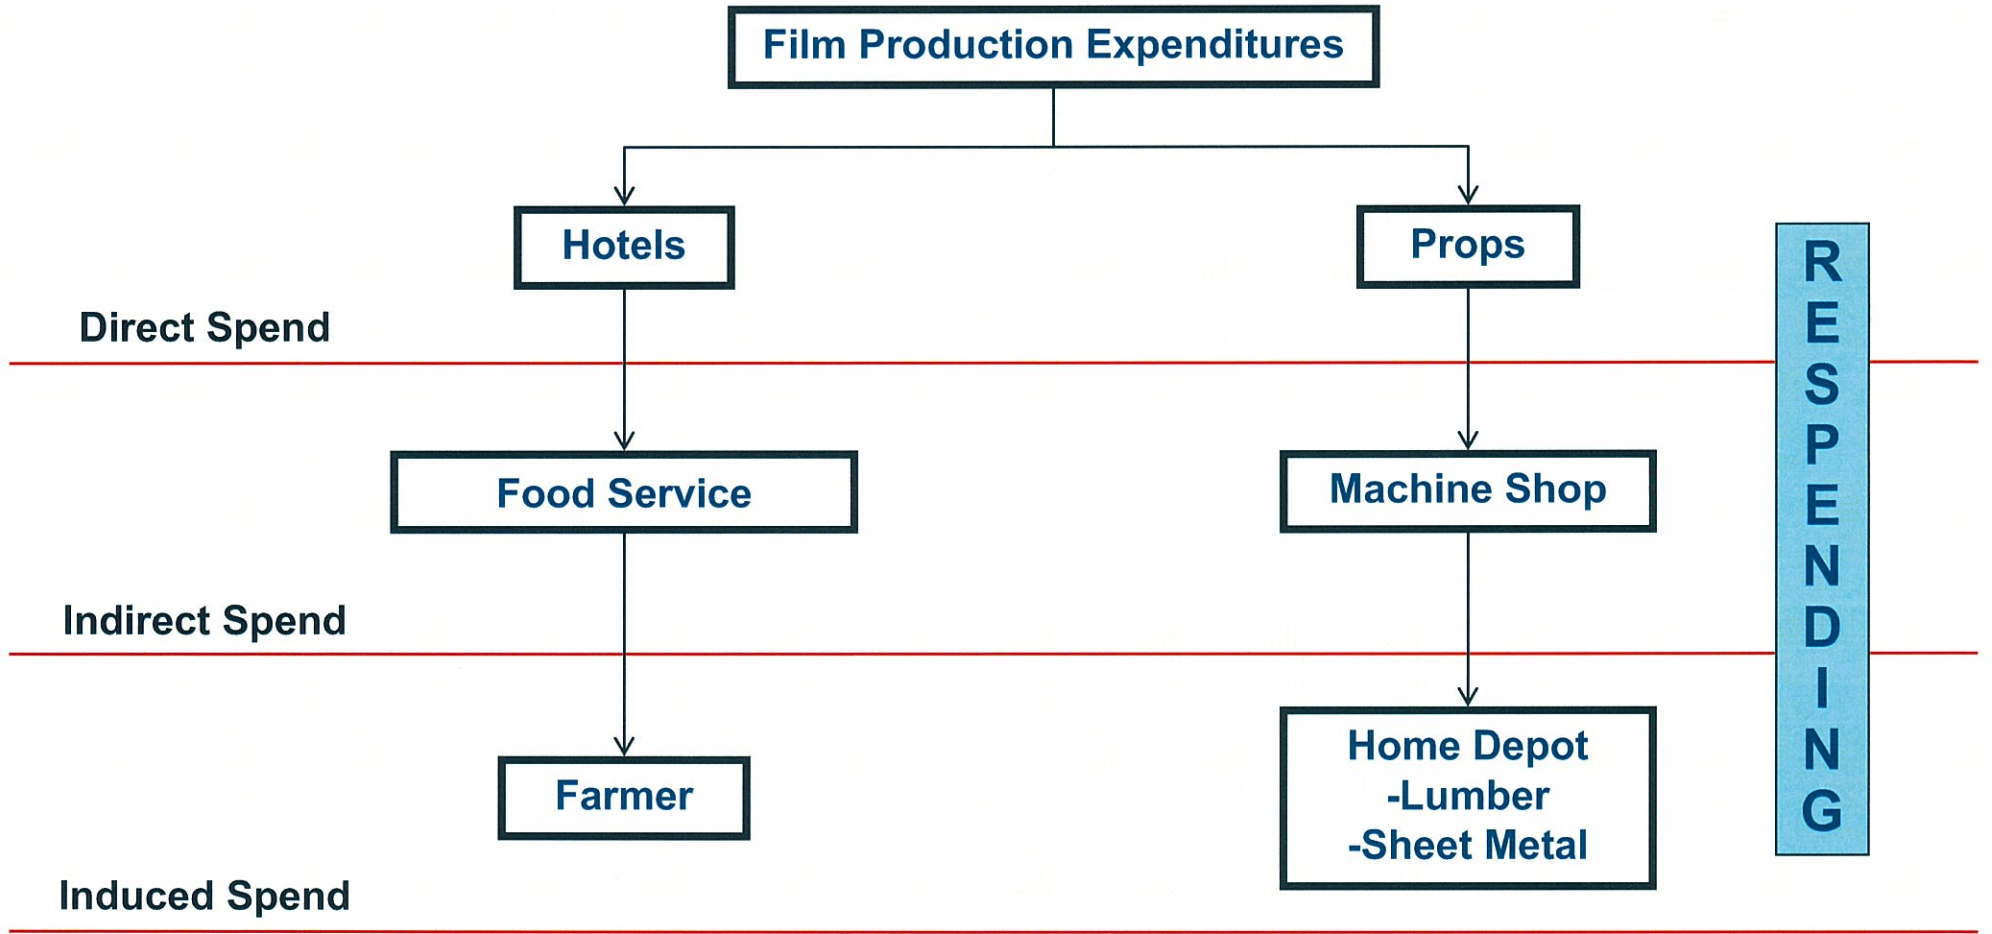 Film Production Expenditures
Hotels
Props
Direct Spend
Food Service
Machine Shop
Indirect Spend
Farmer
Home Depot
-Lumber
-Sheet Metal
Induced Spend
RESPENDING